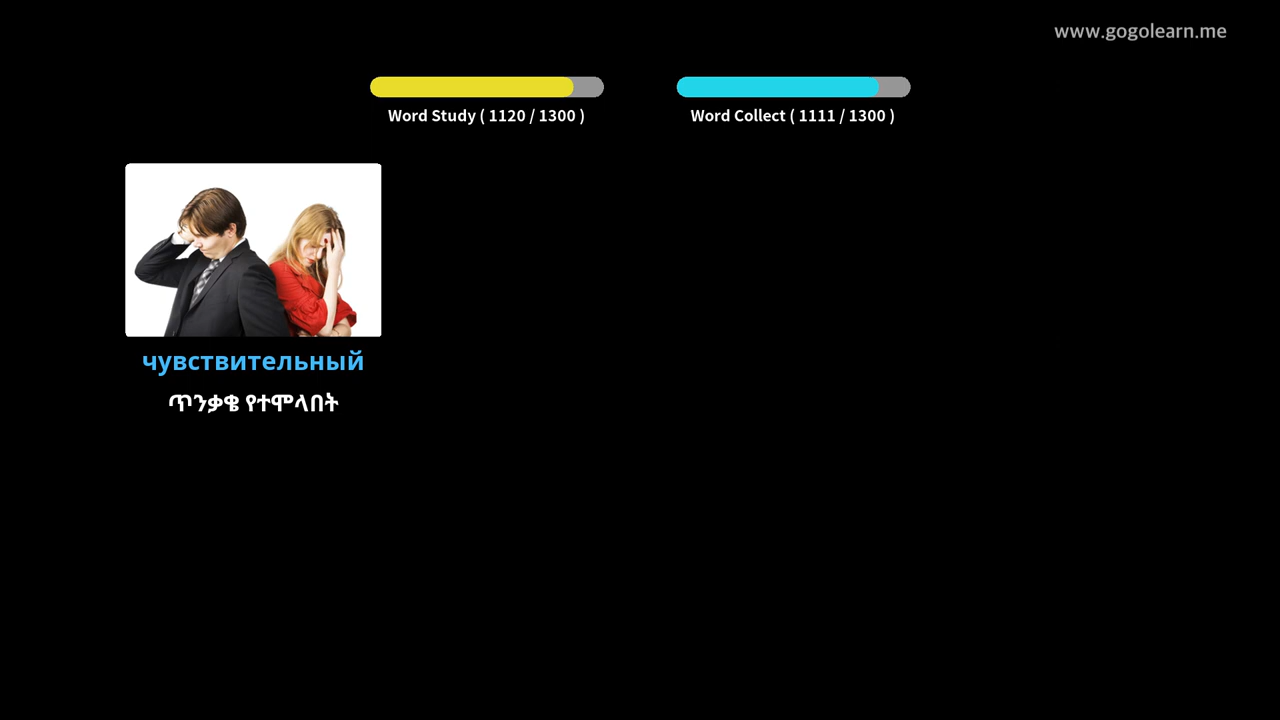 www.gogolearn.me
Word Study ( 1120 / 1300 )
Word Collect ( 1111 / 1300 )
чувствительный
ጥንቃቄ የተሞላበት